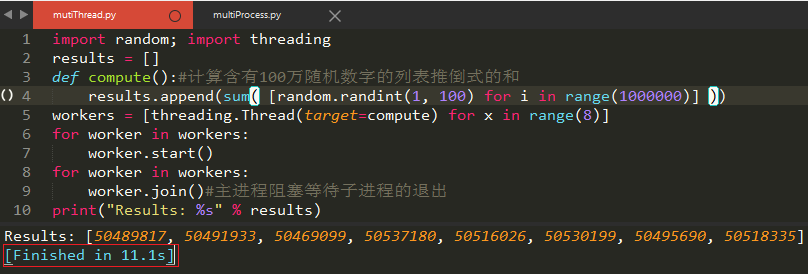 mutiThread.py multiProcess.py
1 import random; import threading
2 results = []
3 def compute():#计算含有100万随机数字的列表推倒式的和
4 results.append(sum( [random.randint(1, 100) for i in range(1000000)] ))
5 workers = [threading.Thread(target=compute) for x in range(8)]
6 for worker in workers:
7 worker.start()
8 for worker in workers:
9 worker.join()#主进程阻塞等待子进程的退出
10 print("Results: %s" % results)
Results: [50489817, 50491933, 50469099, 50537180, 50516026, 50530199, 50495690, 50518335]
[Finished in 11.1s]